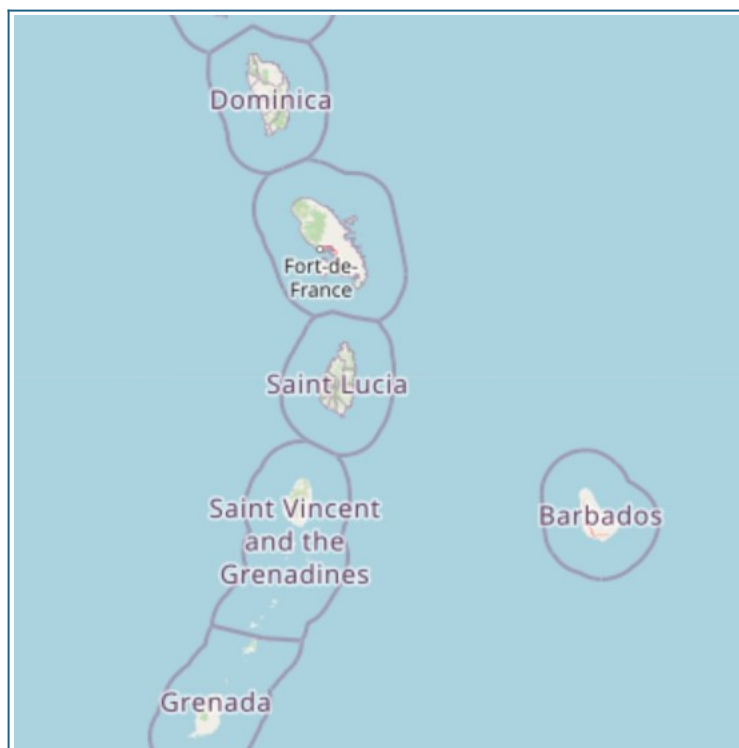 Dominica
Fort-de-
France
Saint Lucia
Saint Vincent
and the
Grenadines
Barbados
Grenada